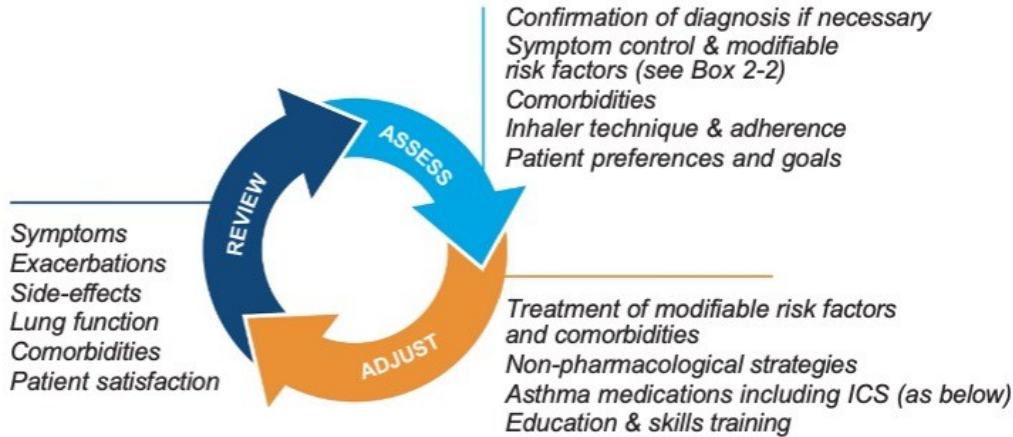 Confirmation of diagnosis if necessary
Symptom control & modifiable
risk factors (see Box 2-2)
Comorbidities
Inhaler technique & adherence
Patient preferences and goals
ASSESS
REVIEW
Symptoms
Exacerbations
Side-effects
Lung function
Comorbidities
Patient satisfaction
ADJUST
Treatment of modifiable risk factors
and comorbidities
Non-pharmacological strategies
Asthma medications including ICS (as below)
Education & skills training